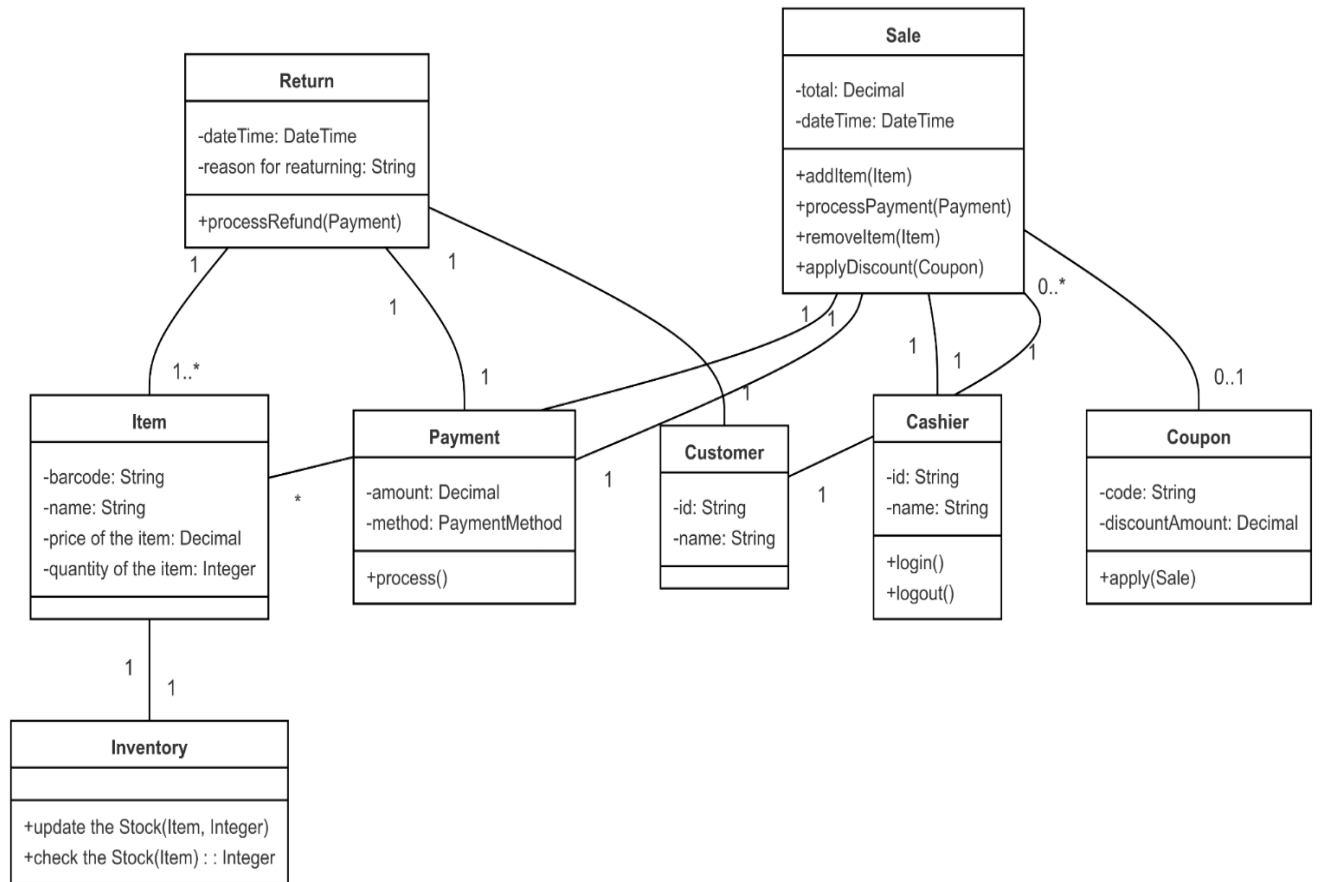 Sale
-total: Decimal
-dateTime: DateTime
+addItem(Item)
+processPayment(Payment)
+removeItem(Item)
+applyDiscount(Coupon)
Return
-dateTime: DateTime
-reason for reaturning: String
+processRefund(Payment)
1
1
1
1
1
1
1
1
1
0..*
0..1
1..*
1
1
1
1
*
Item
-barcode: String
-name: String
-price of the item: Decimal
-quantity of the item: Integer
Payment
-amount: Decimal
-method: PaymentMethod
+process()
Customer
-id: String
-name: String
Cashier
-id: String
-name: String
+login()
+logout()
Coupon
-code: String
-discountAmount: Decimal
+apply(Sale)
1
1
Inventory
+update the Stock(Item, Integer)
+check the Stock(Item) : : Integer